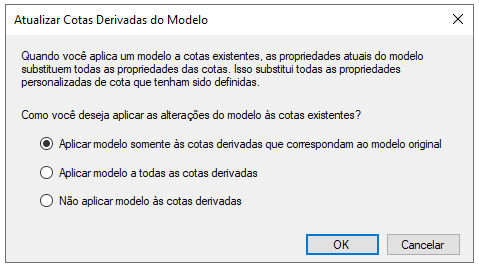 Atualizar Cotas Derivadas do Modelo
Quando você aplica um modelo a cotas existentes, as propriedades atuais do modelo
substituem todas as propriedades das cotas. Isso substitui todas as propriedades
personalizadas de cota que tenham sido definidas.
Como você deseja aplicar as alterações do modelo às cotas existentes?
Aplicar modelo somente às cotas derivadas que correspondam ao modelo original
Aplicar modelo a todas as cotas derivadas
Não aplicar modelo às cotas derivadas
OK
Cancelar